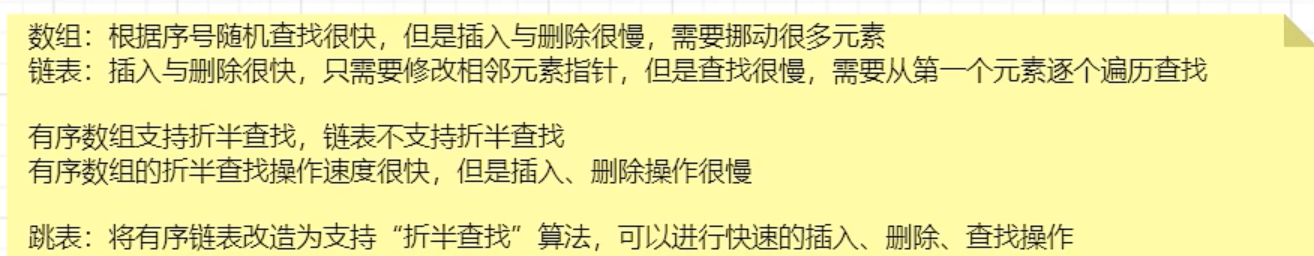 数组：根据序号随机查找很快，但是插入与删除很慢，需要挪动很多元素
链表：插入与删除很快，只需要修改相邻元素指针，但是查找很慢，需要从第一个元素逐个遍历查找
有序数组支持折半查找，链表不支持折半查找
有序数组的折半查找操作速度很快，但是插入、删除操作很慢
跳表：将有序链表改造为支持“折半查找”算法，可以进行快速的插入、删除、查找操作